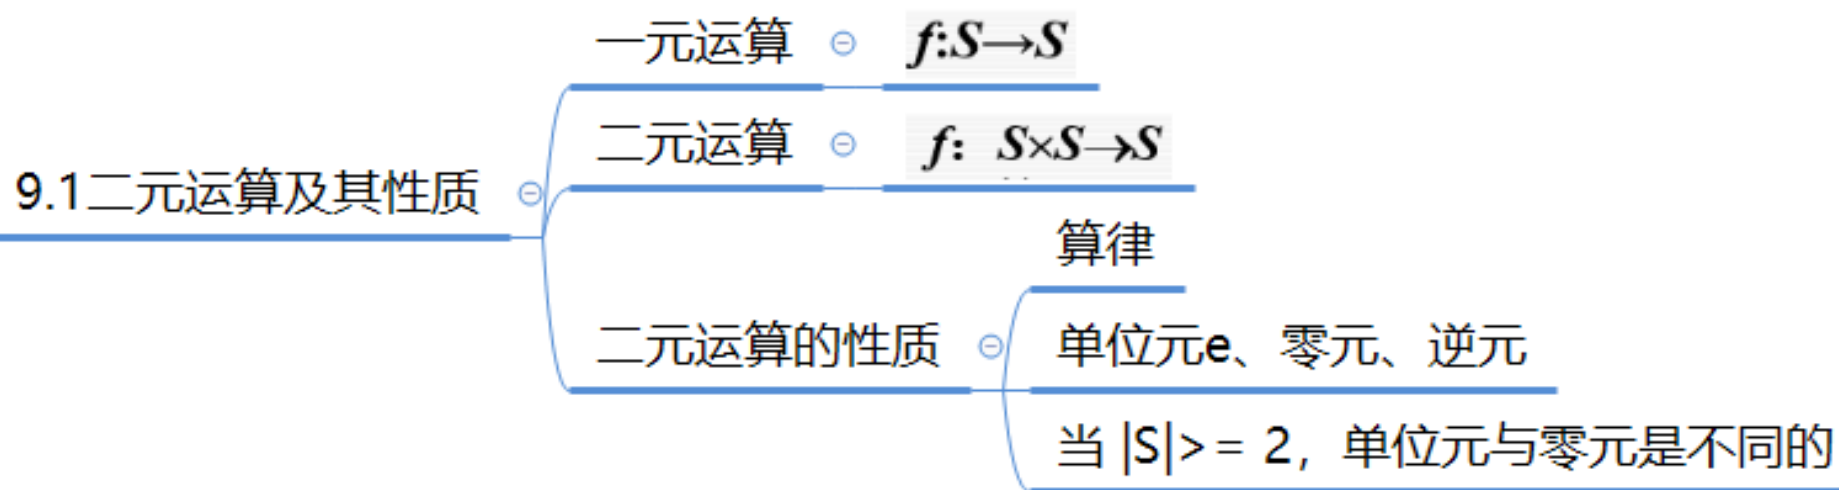 一元运算 f:S→S
二元运算 f：S×S→S
9.1二元运算及其性质
算律
二元运算的性质 单位元e、零元、逆元
当 |S|>= 2，单位元与零元是不同的